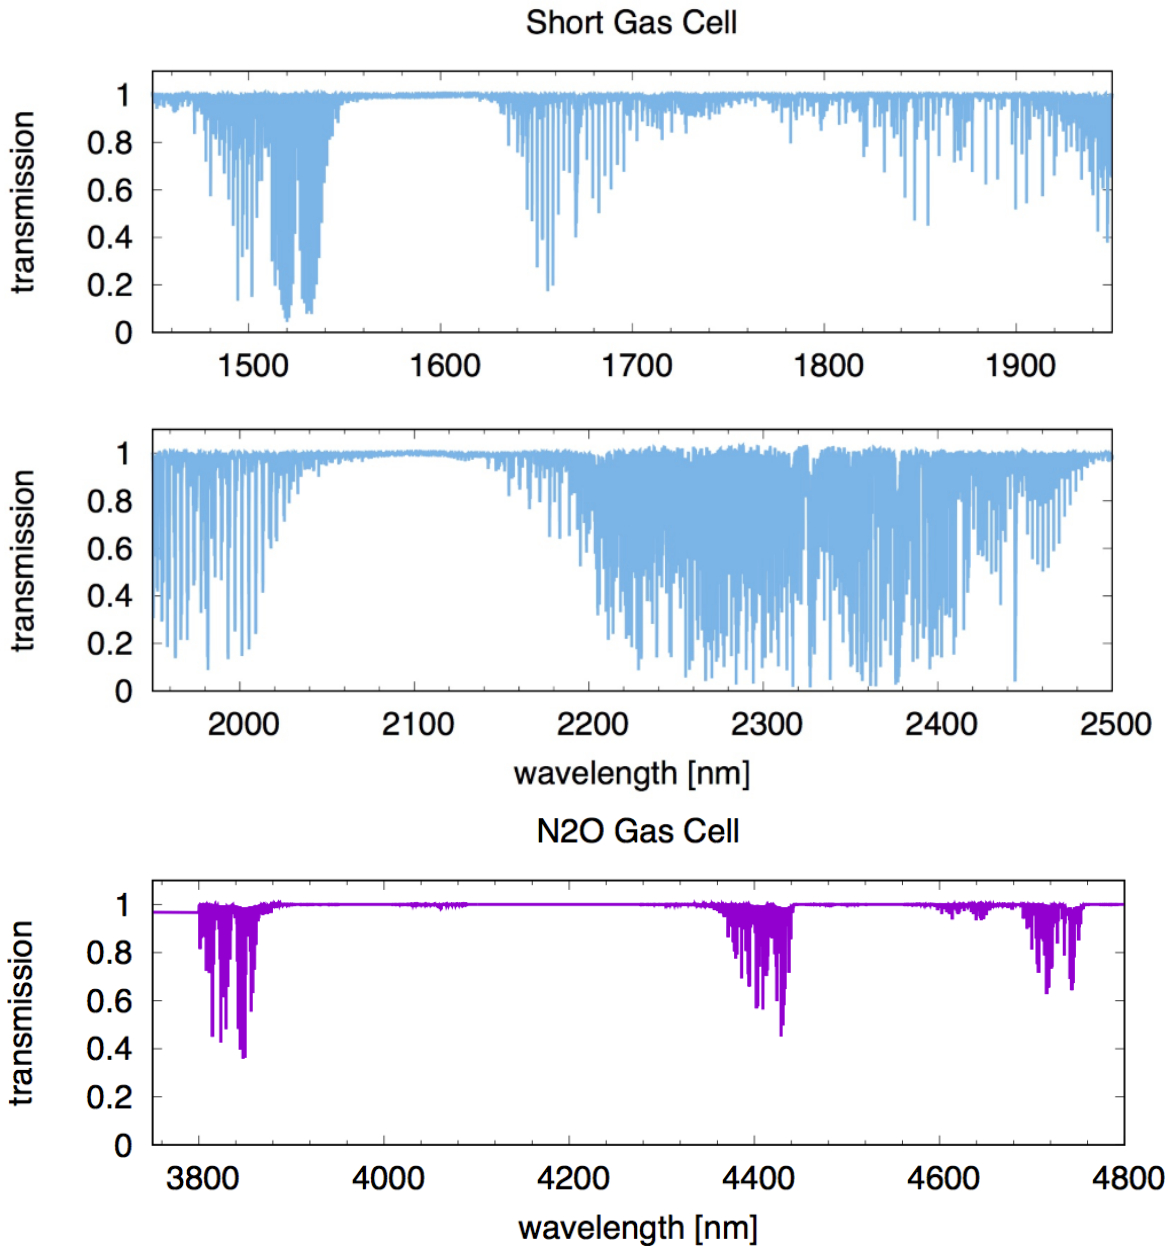 Short Gas Cell
transmission
1
0.8
0.6
0.4
0.2
0
1500 1600 1700 1800 1900
transmission
1
0.8
0.6
0.4
0.2
0
2000 2100 2200 2300 2400 2500
wavelength [nm]
N2O Gas Cell
transmission
1
0.8
0.6
0.4
0.2
0
3800 4000 4200 4400 4600 4800
wavelength [nm]